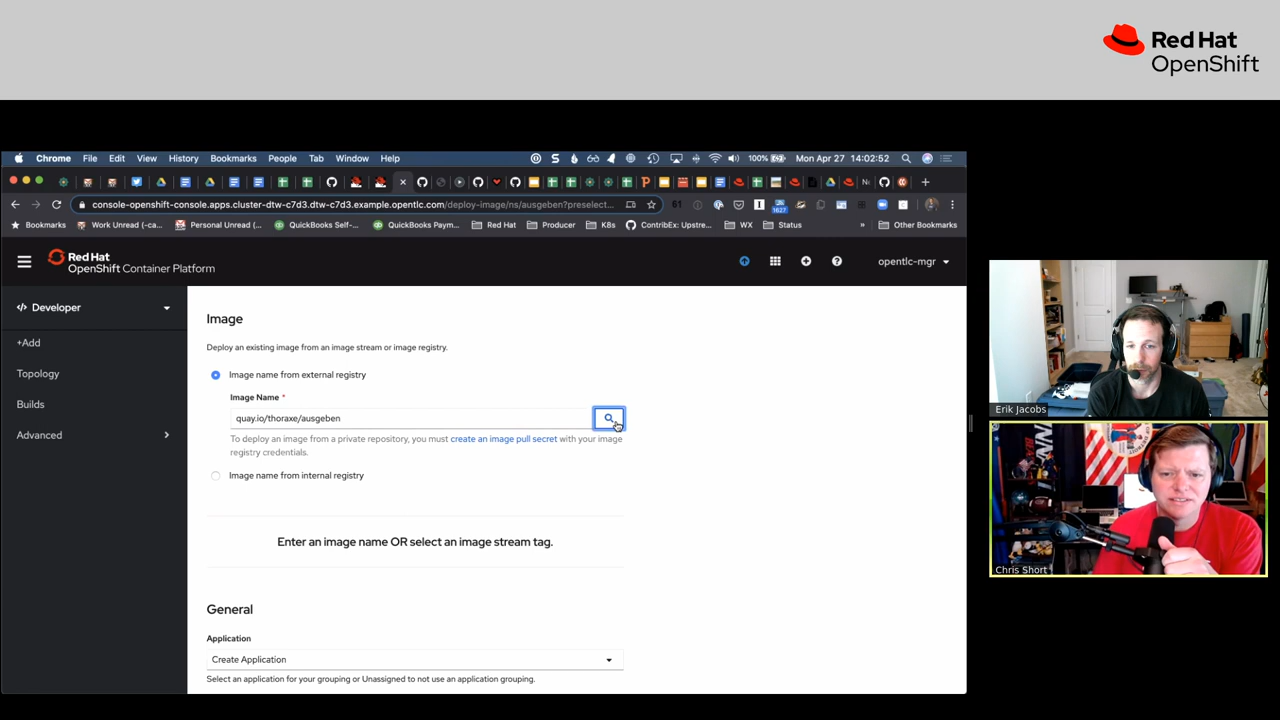 Red Hat
OpenShift
Chrome File Edit View History Bookmarks People Tab Window Help 100% Mon Apr 27 14:02:52
console-openshift-console.apps.cluster-dtw-c7d3.dtw-c7d3.example.opentlc.com/deploy-image/ns/ausgeben?preselect...
Bookmarks Work Unread (-ca... Personal Unread (... QuickBooks Self-... QuickBooks Paym... Red Hat Producer K8s ContribEx: Upstre... WX Status » Other Bookmarks
Red Hat
OpenShift Container Platform
opentlc-mgr
</> Developer
+Add
Topology
Builds
Advanced
Image
Deploy an existing image from an image stream or image registry.
Image name from external registry
Image Name *
quay.io/thoraxe/ausgeben
To deploy an image from a private repository, you must create an image pull secret with your image
registry credentials.
Image name from internal registry
Enter an image name OR select an image stream tag.
General
Application
Create Application
Select an application for your grouping or Unassigned to not use an application grouping.
Erik Jacobs
Chris Short